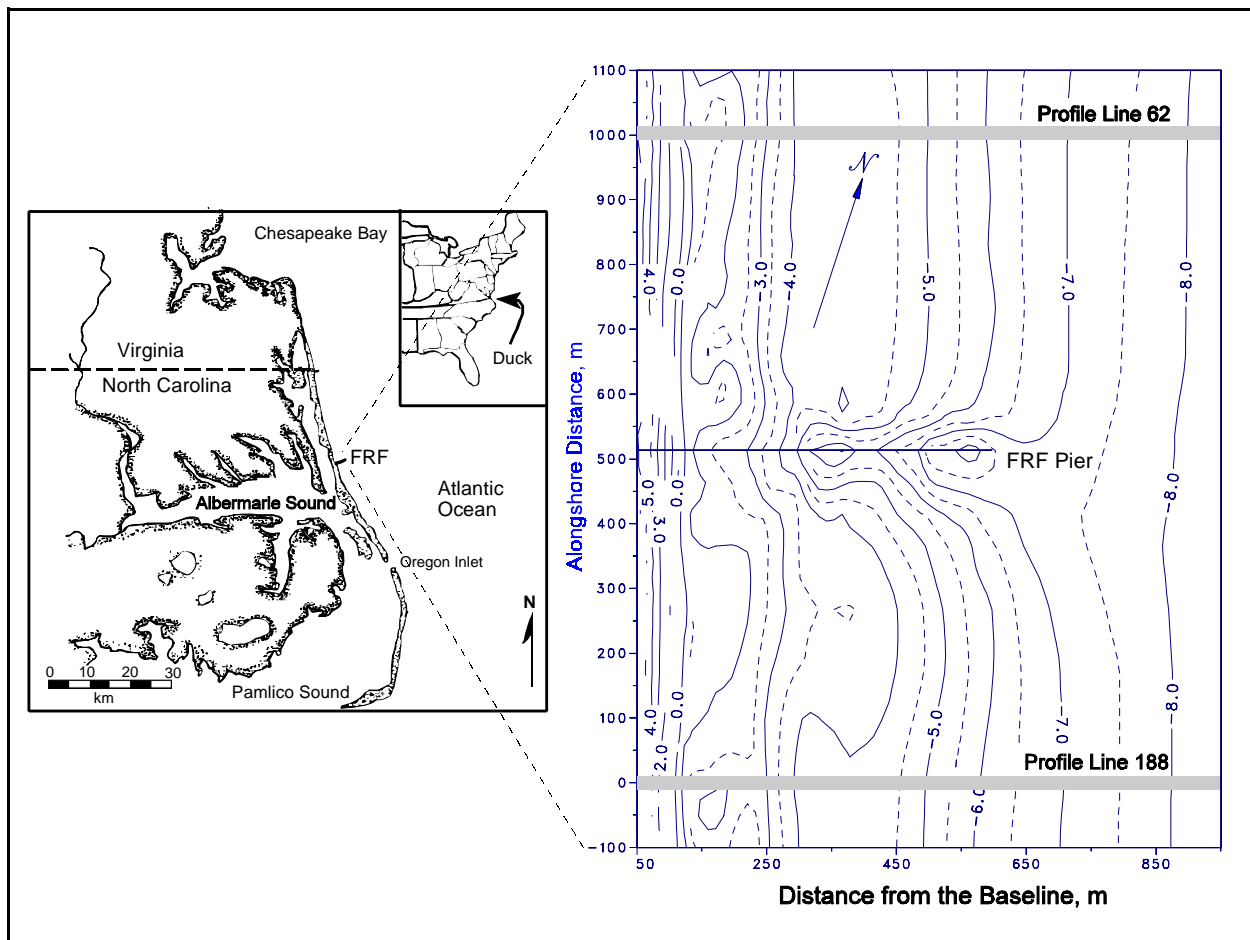 Chesapeake Bay
Duck
Virginia
North Carolina
FRF
Albermarle Sound
Atlantic
Ocean
Oregon Inlet
N
0 10 20 30
km
Pamlico Sound
1100
1000
900
800
700
600
500
400
300
200
100
0
-100
Alongshore Distance, m
Profile Line 62
N
4.0
0.0
-3.0
-4.0
-5.0
-7.0
-8.0
FRF Pier
5.0
3.0
0.0
-8.0
4.0
2.0
0.0
-5.0
-7.0
-8.0
Profile Line 188
-6.0
50 250 450 650 850
Distance from the Baseline, m